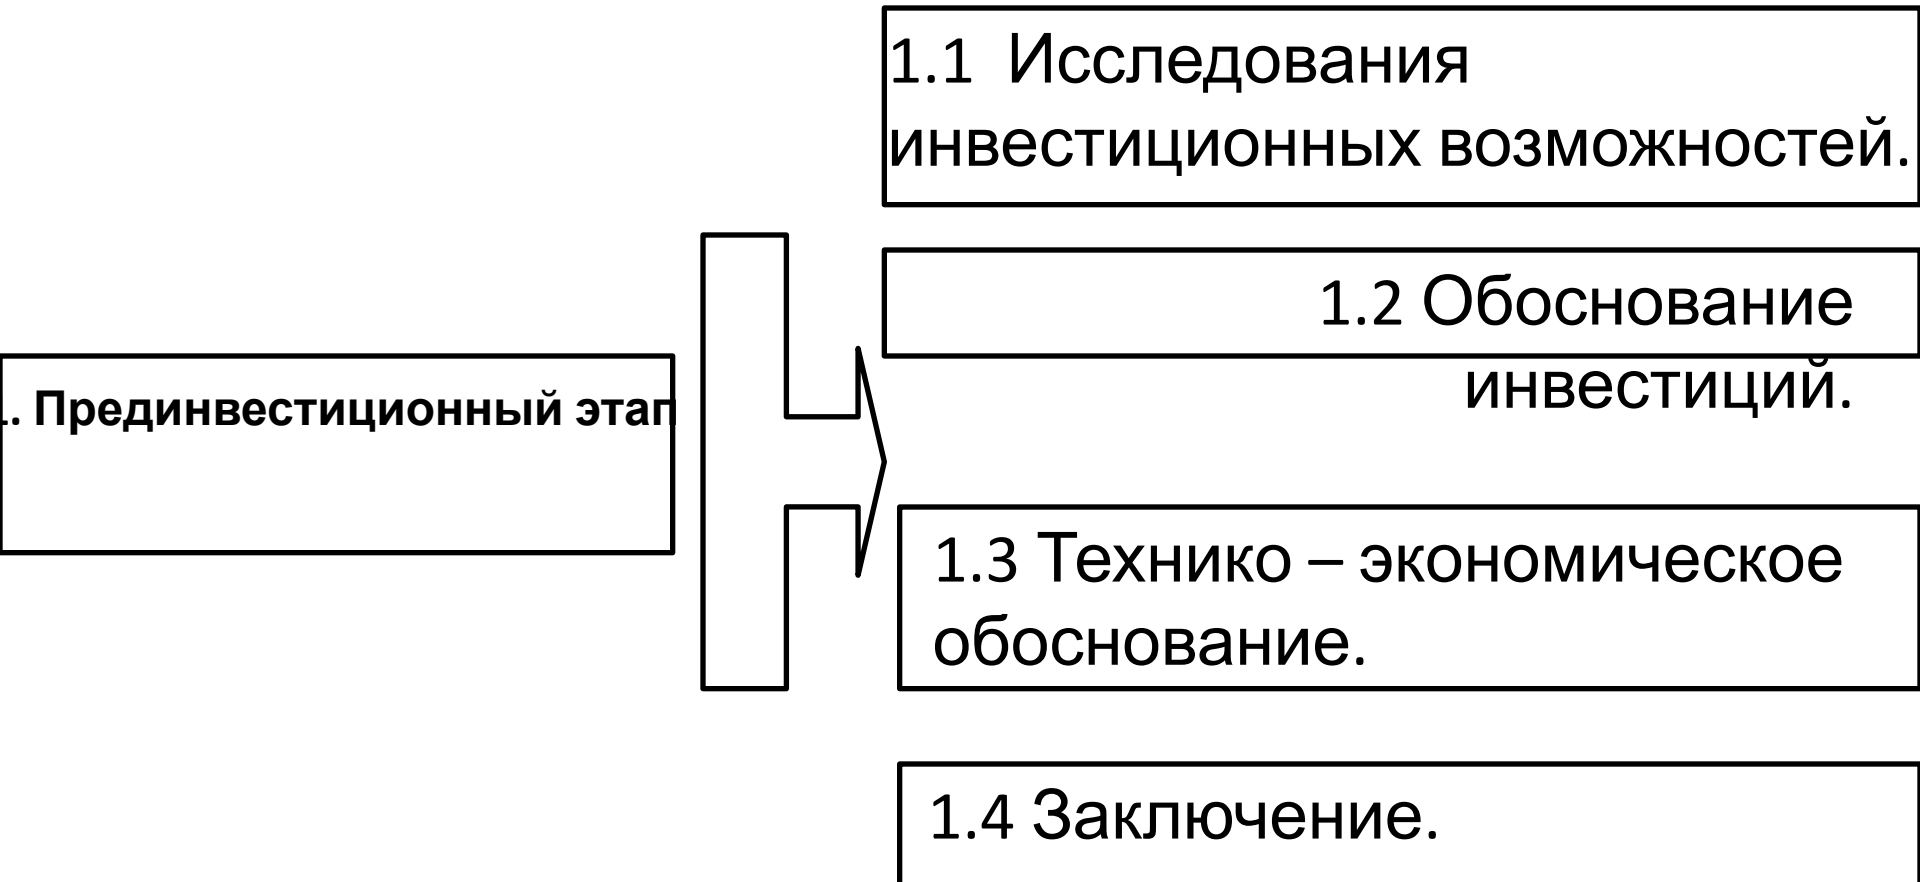 1. Прединвестиционный этап
1.1 Исследования
инвестиционных возможностей.
1.2 Обоснование
инвестиций.
1.3 Технико – экономическое
обоснование.
1.4 Заключение.